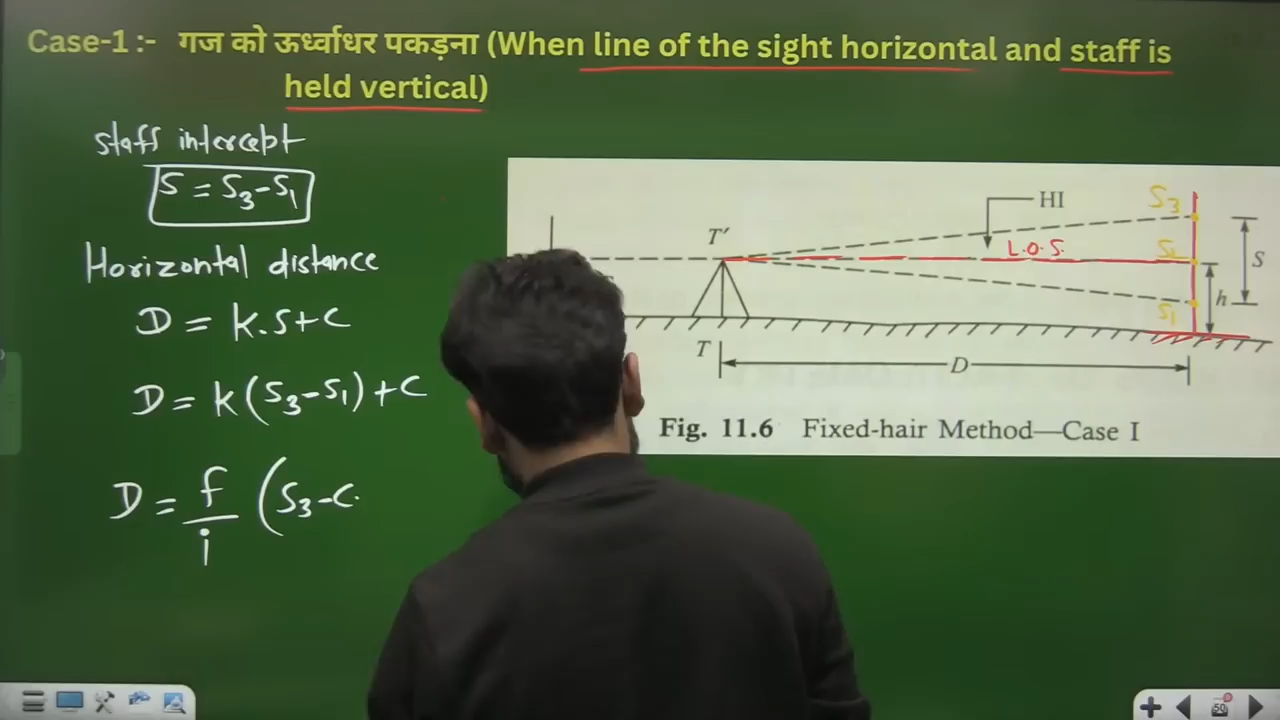 Case-1:- गज को ऊर्ध्वाधर पकड़ना (When line of the sight horizontal and staff is
held vertical)
staff intercept
S = S₃-S₁
Horizontal distance
D = K.S+C
D = K(S₃-S₁)+C
D = f/i (S₃-
HI
S₃
T'
L.O.S.
S₂
S
h
S₁
T
D
Fig. 11.6 Fixed-hair Method—Case I
50